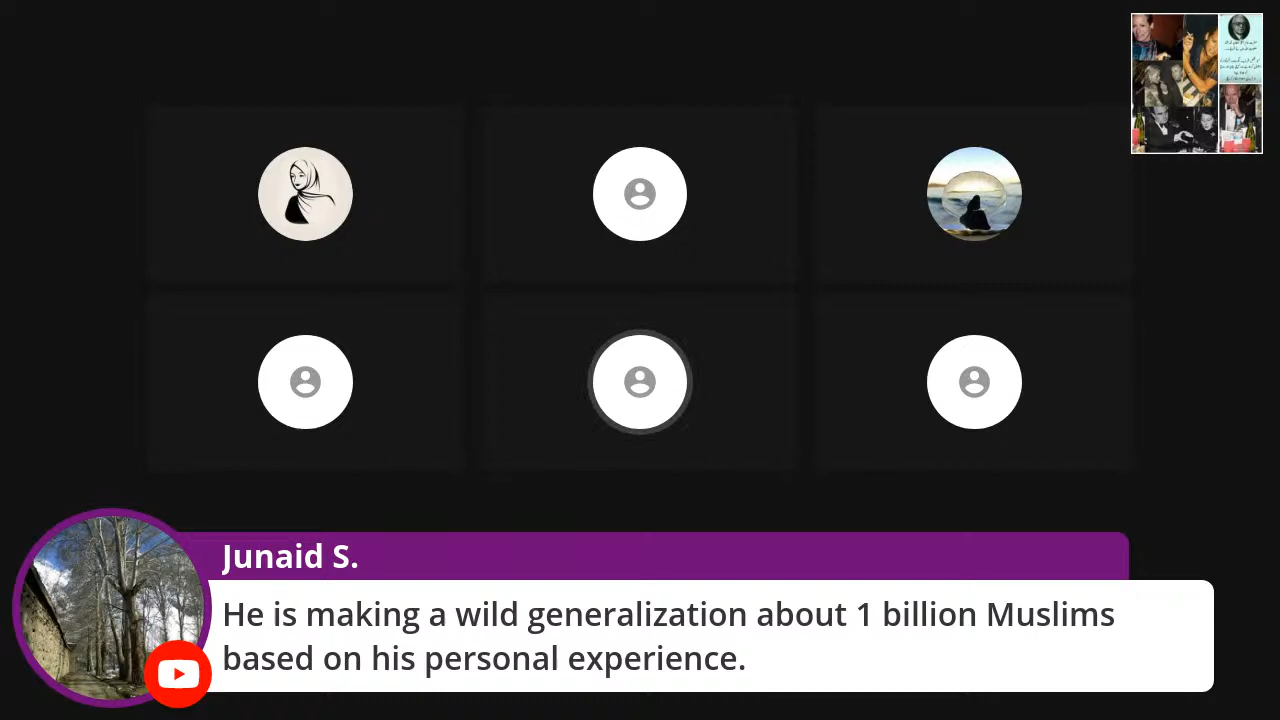 Junaid S.
He is making a wild generalization about 1 billion Muslims
based on his personal experience.